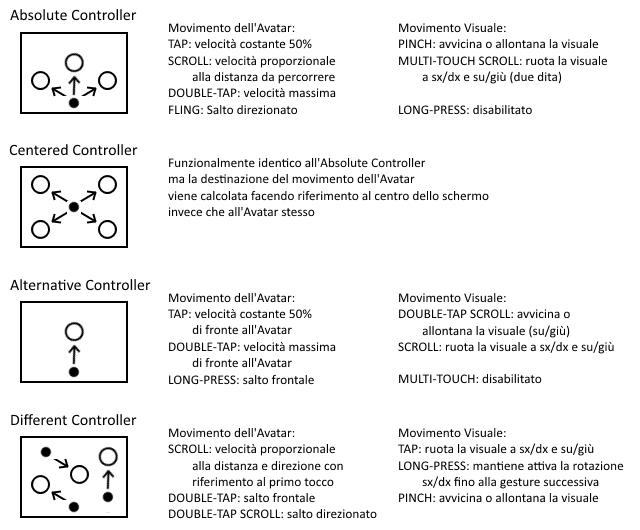 Absolute Controller
Movimento dell'Avatar:
TAP: velocità costante 50%
SCROLL: velocità proporzionale
alla distanza da percorrere
DOUBLE-TAP: velocità massima
FLING: Salto direzionato
Movimento Visuale:
PINCH: avvicina o allontana la visuale
MULTI-TOUCH SCROLL: ruota la visuale
a sx/dx e su/giù (due dita)
LONG-PRESS: disabilitato
Centered Controller
Funzionalmente identico all'Absolute Controller
ma la destinazione del movimento dell'Avatar
viene calcolata facendo riferimento al centro dello schermo
invece che all'Avatar stesso
Alternative Controller
Movimento dell'Avatar:
TAP: velocità costante 50%
di fronte all'Avatar
DOUBLE-TAP: velocità massima
di fronte all'Avatar
LONG-PRESS: salto frontale
Movimento Visuale:
DOUBLE-TAP SCROLL: avvicina o
allontana la visuale (su/giù)
SCROLL: ruota la visuale a sx/dx e su/giù
MULTI-TOUCH: disabilitato
Different Controller
Movimento dell'Avatar:
SCROLL: velocità proporzionale
alla distanza e direzione con
riferimento al primo tocco
DOUBLE-TAP: salto frontale
DOUBLE-TAP SCROLL: salto direzionato
Movimento Visuale:
TAP: ruota la visuale a sx/dx e su/giù
LONG-PRESS: mantiene attiva la rotazione
sx/dx fino alla gesture successiva
PINCH: avvicina o allontana la visuale